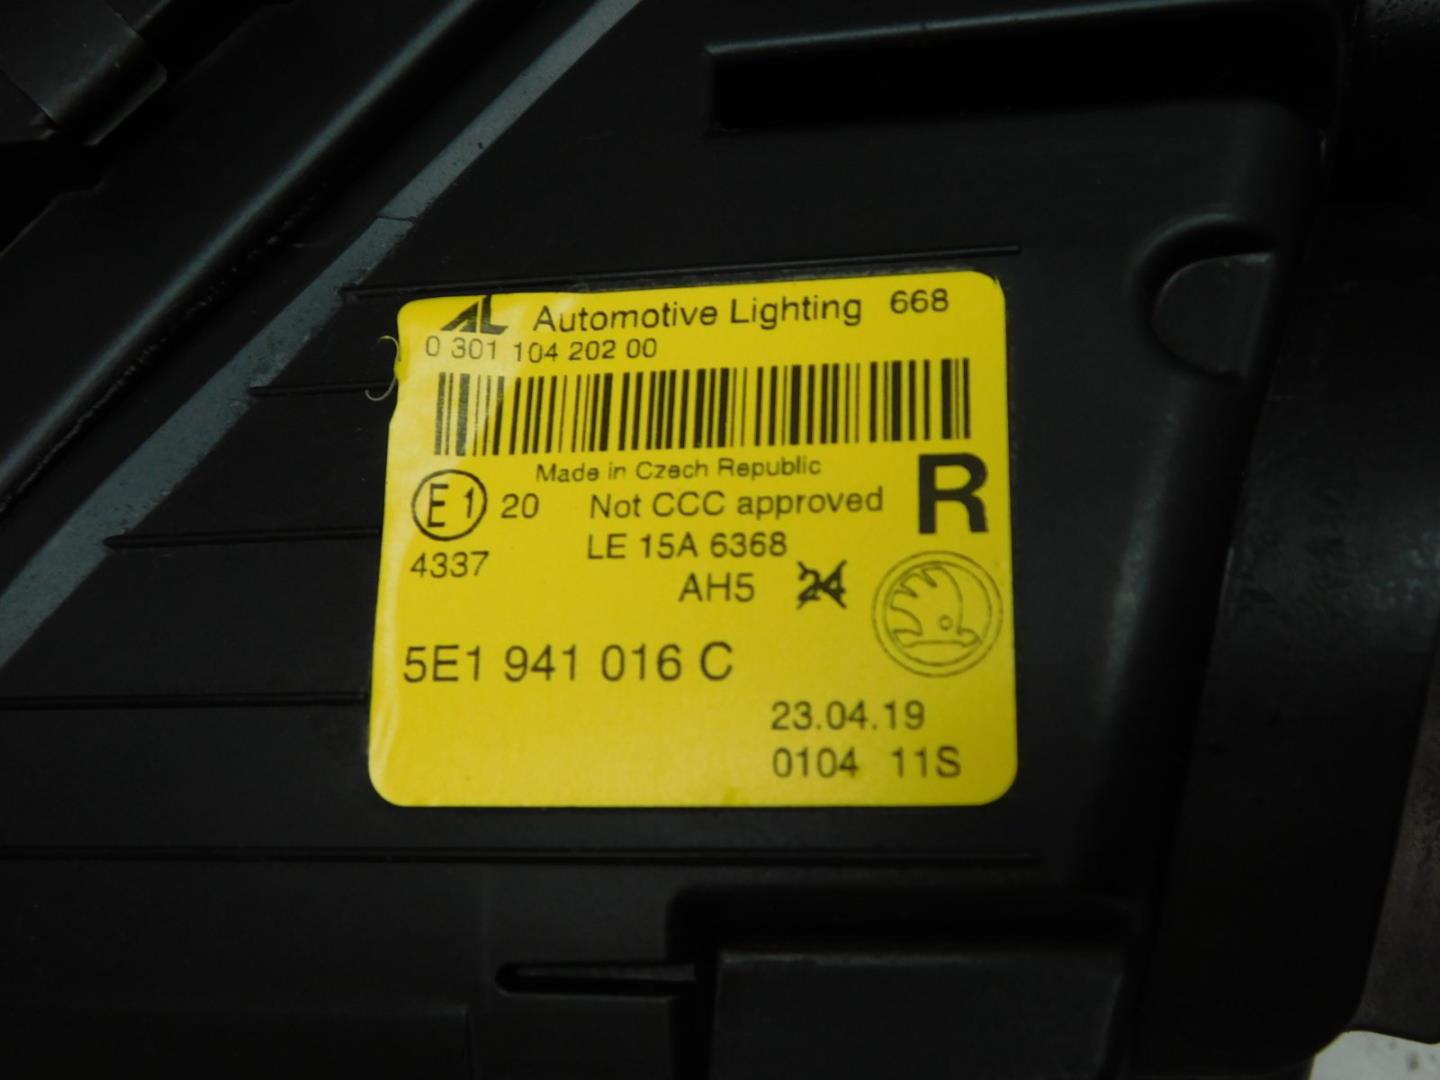 AL Automotive Lighting 668
0 301 104 202 00
Made in Czech Republic
E1 20 Not CCC approved R
4337 LE 15A 6368
AH5 24
5E1 941 016 C
23.04.19
0104 11S